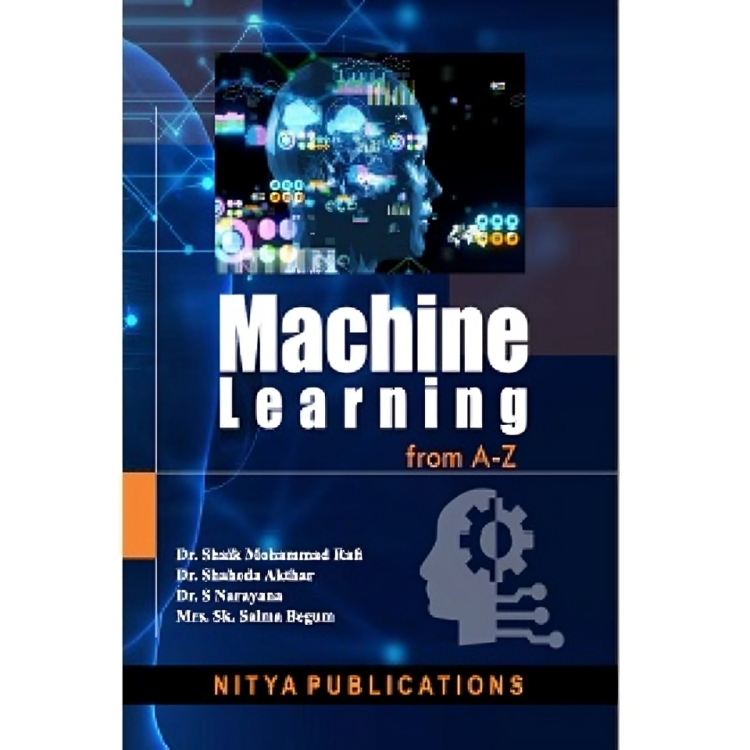 Machine
Learning
from A-Z
Dr. Shaik Mohammad Rafi
Dr. Shaheda Akthar
Dr. S Narayana
Mrs. Sk. Salma Begum
NITYA PUBLICATIONS